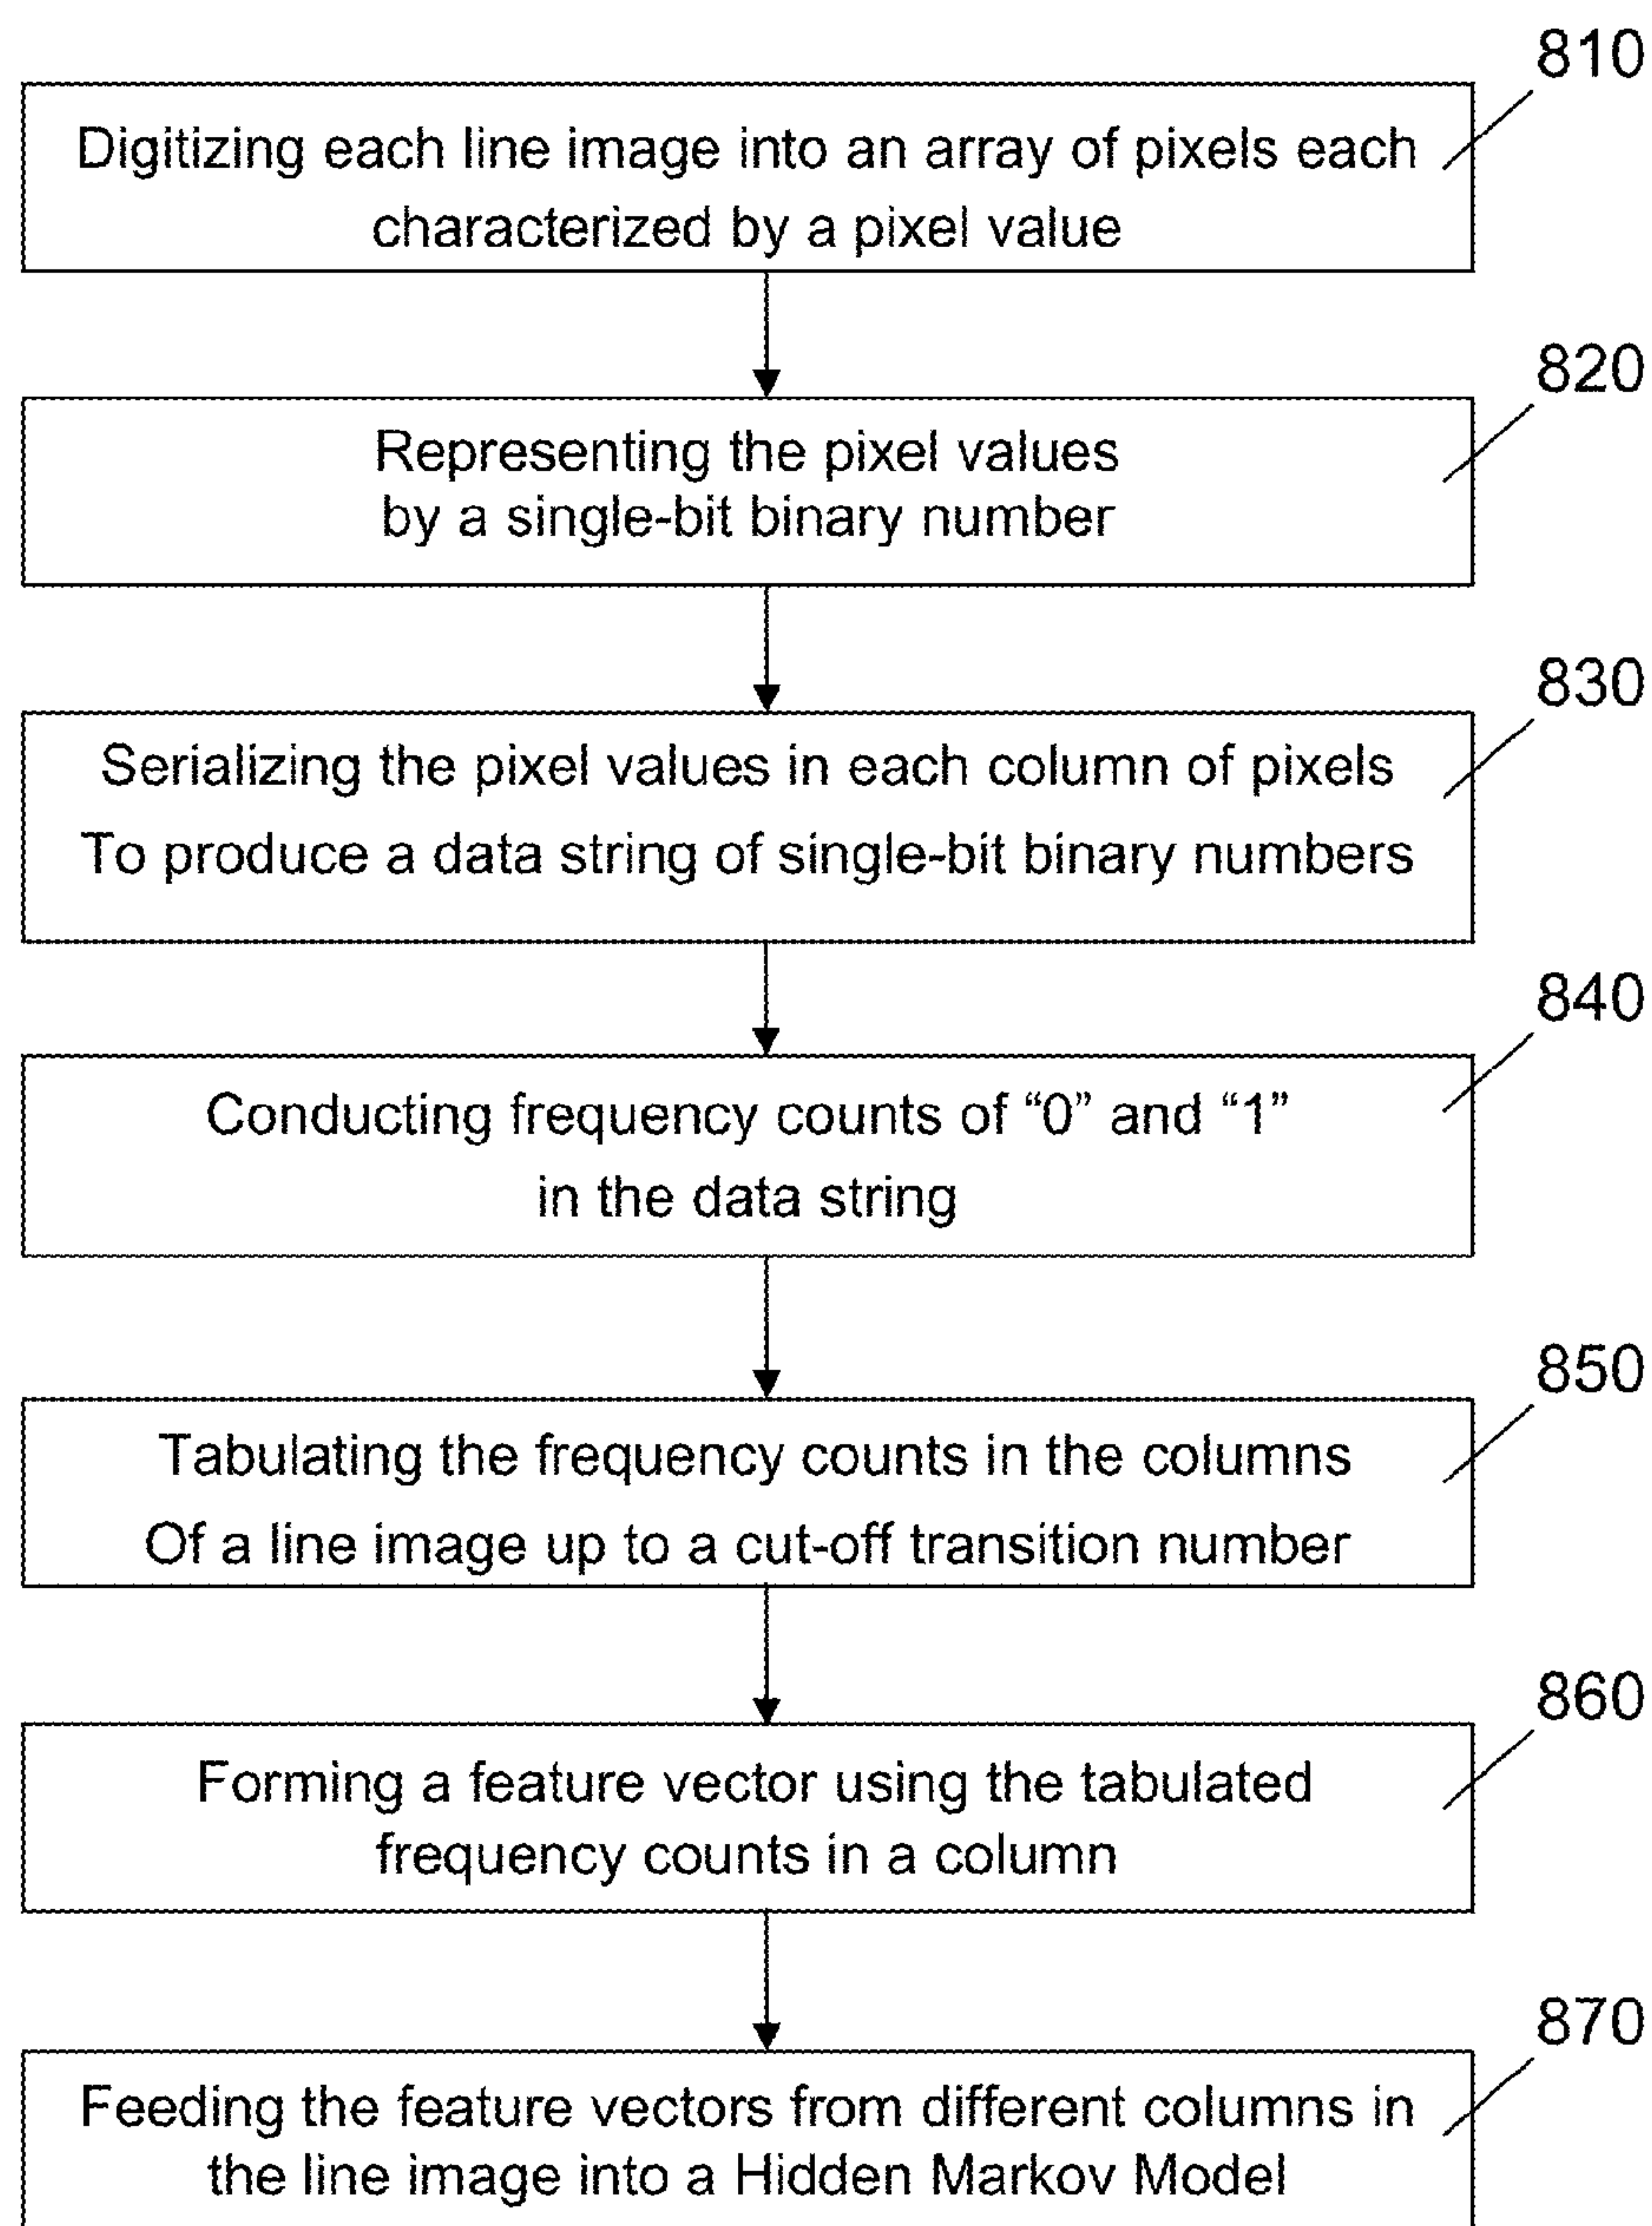 810
Digitizing each line image into an array of pixels each
characterized by a pixel value
820
Representing the pixel values
by a single-bit binary number
830
Serializing the pixel values in each column of pixels
To produce a data string of single-bit binary numbers
840
Conducting frequency counts of “0” and “1”
in the data string
850
Tabulating the frequency counts in the columns
Of a line image up to a cut-off transition number
860
Forming a feature vector using the tabulated
frequency counts in a column
870
Feeding the feature vectors from different columns in
the line image into a Hidden Markov Model